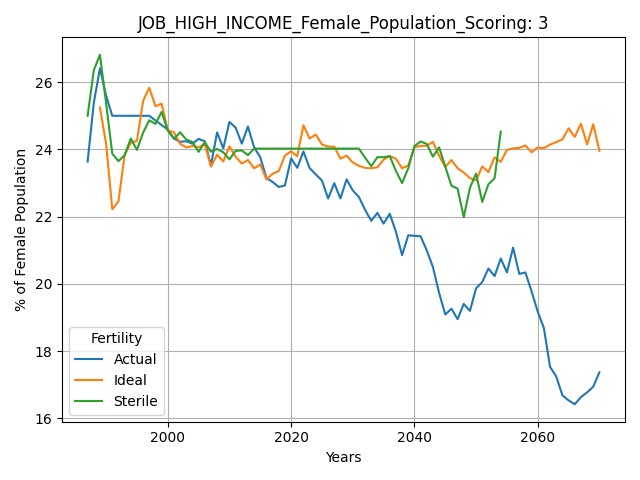 JOB_HIGH_INCOME_Female_Population_Scoring: 3
% of Female Population
26
24
22
20
18
16
Fertility
Actual
Ideal
Sterile
2000
2020
2040
2060
Years